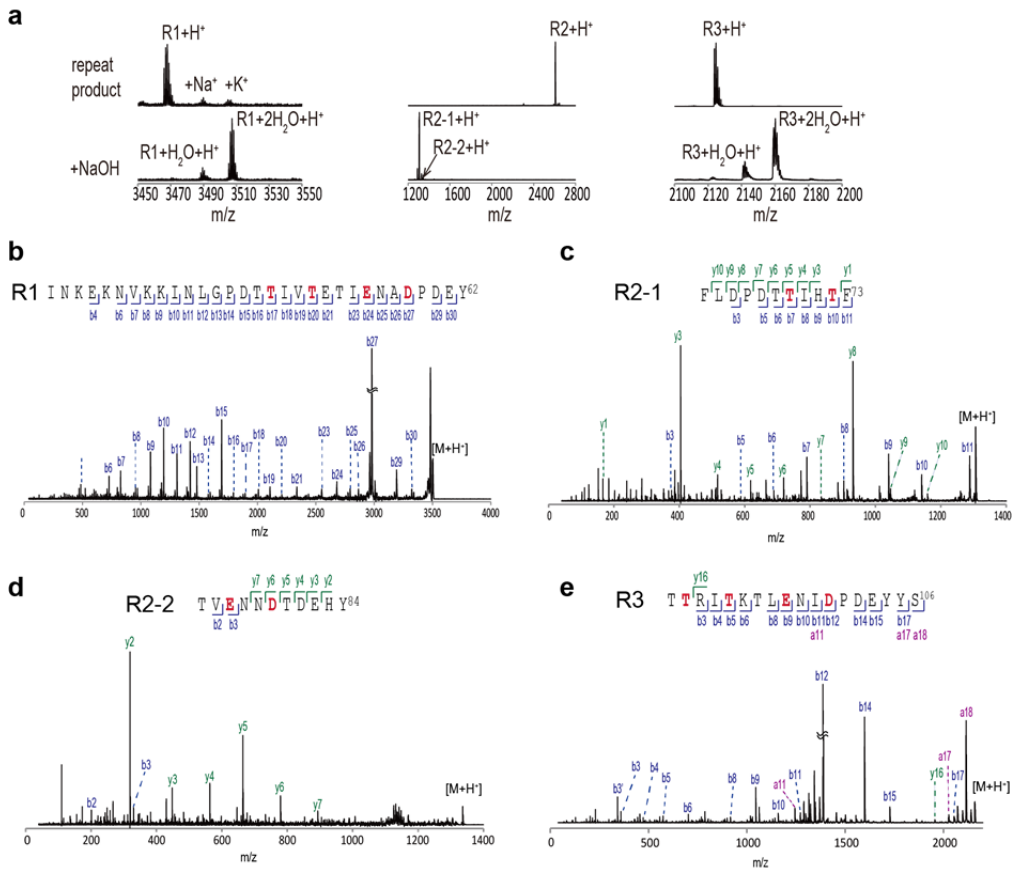 a
R1+H⁺
+Na⁺ +K⁺
R2+H⁺
R3+H⁺
repeat
product
R1+2H₂O+H⁺
R1+H₂O+H⁺
R2-1+H⁺
R2-2+H⁺
R3+2H₂O+H⁺
R3+H₂O+H⁺
+NaOH
3450 3470 3490 3510 3530 3550
1200 1600 2000 2400 2800
2100 2120 2140 2160 2180 2200
m/z m/z m/z
b
R1 INKEKNVKKINLGPDTTIVTETIENADPDEY⁶²
b4 b6 b7 b8 b9 b10 b11 b12 b13 b14 b15 b16 b17 b18 b19 b20 b21 b23 b24 b25 b26 b27 b29 b30
b27
b6 b7 b8 b9 b10 b11 b12 b13 b14 b15 b16 b17 b18 b19 b20 b21 b23 b24 b25 b26 b29 b30
[M+H⁺]
0 500 1000 1500 2000 2500 3000 3500 4000
m/z
c
y10 y9 y8 y7 y6 y5 y4 y3 y1
R2-1 FLDPDTTIHTF⁷³
b3 b5 b6 b7 b8 b9 b10 b11
y1 b3 y3 y4 b5 y6 b6 y6 b7 y7 b8 y8 b9 y9 b10 y10 b11
[M+H⁺]
0 200 400 600 800 1000 1200 1400
m/z
d
y7 y6 y5 y4 y3 y2
R2-2 TVENNDTDEHY⁸⁴
b2 b3
b2 y2 b3 y3 y4 y5 y6 y7
[M+H⁺]
0 200 400 600 800 1000 1200 1400
m/z
e
y16
R3 TTRITKTLENIDPDEYYS¹⁰⁶
b3 b4 b5 b6 b8 b9 b10 b11 b12 b14 b15 b17
a11 a17 a18
b3' b3 b4 b5 b6 b8 b9 b10 a11 b11 b12 b14 b15 y16 a17 b17 a18
[M+H⁺]
500 1000 1500 2000
m/z